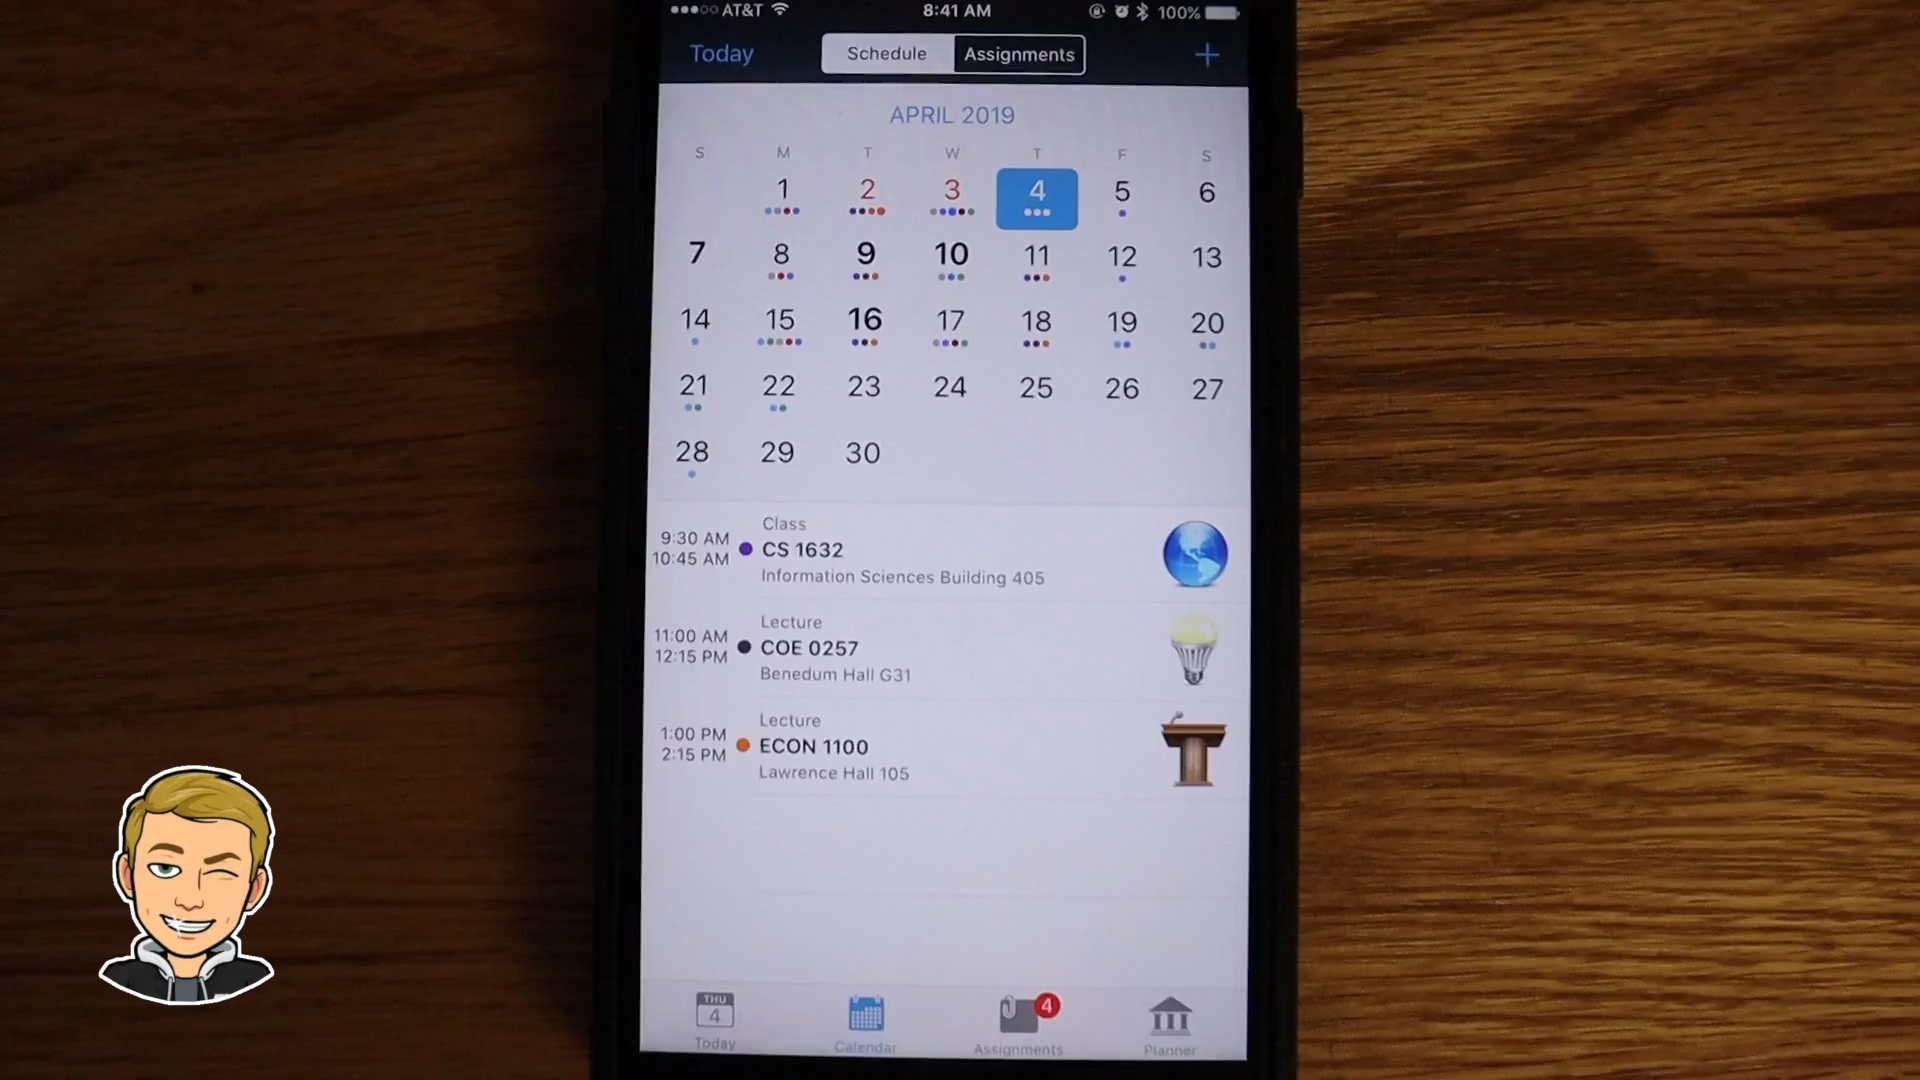 AT&T 8:41 AM 100%
Today Schedule Assignments +
APRIL 2019
S M T W T F S
1 2 3 4 5 6
7 8 9 10 11 12 13
14 15 16 17 18 19 20
21 22 23 24 25 26 27
28 29 30
Class
9:30 AM
CS 1632
10:45 AM
Information Sciences Building 405
Lecture
11:00 AM
COE 0257
12:15 PM
Benedum Hall G31
Lecture
1:00 PM
ECON 1100
2:15 PM
Lawrence Hall 105
THU
4
4
Today Calendar Assignments Planner